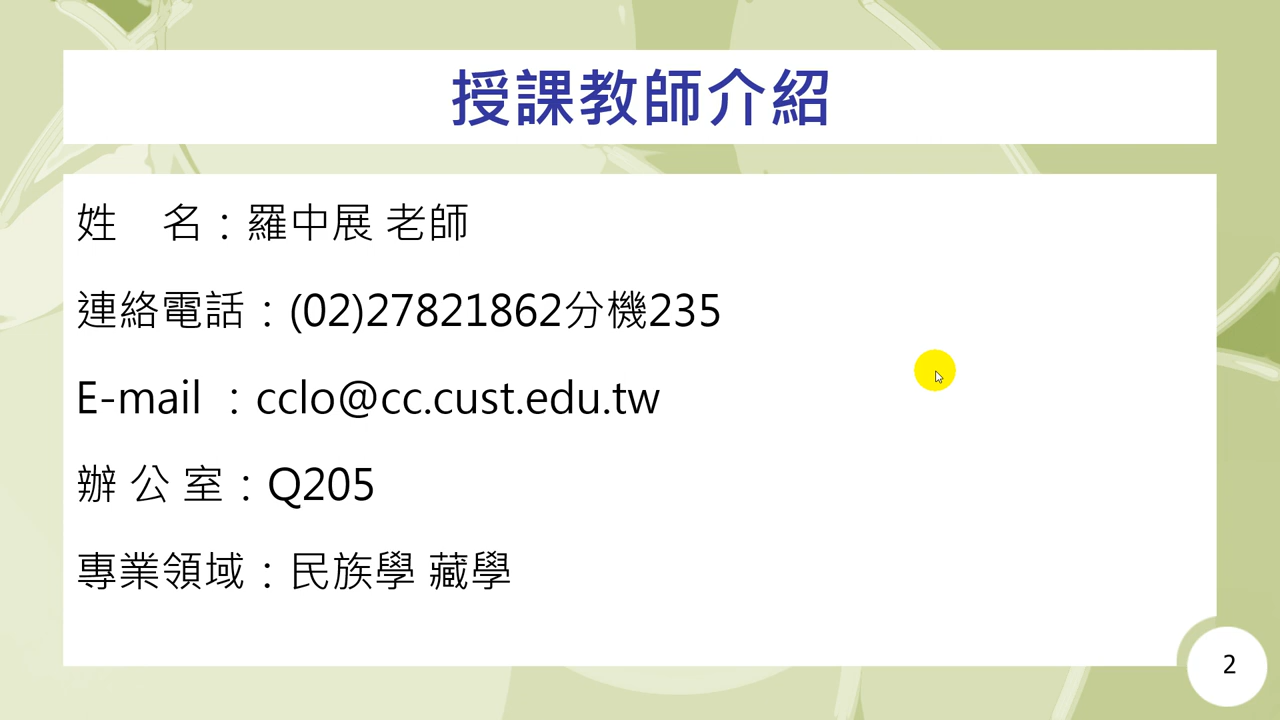 授課教師介紹
姓　名：羅中展 老師
連絡電話：(02)27821862分機235
E-mail ：cclo@cc.cust.edu.tw
辦 公 室：Q205
專業領域：民族學 藏學
2